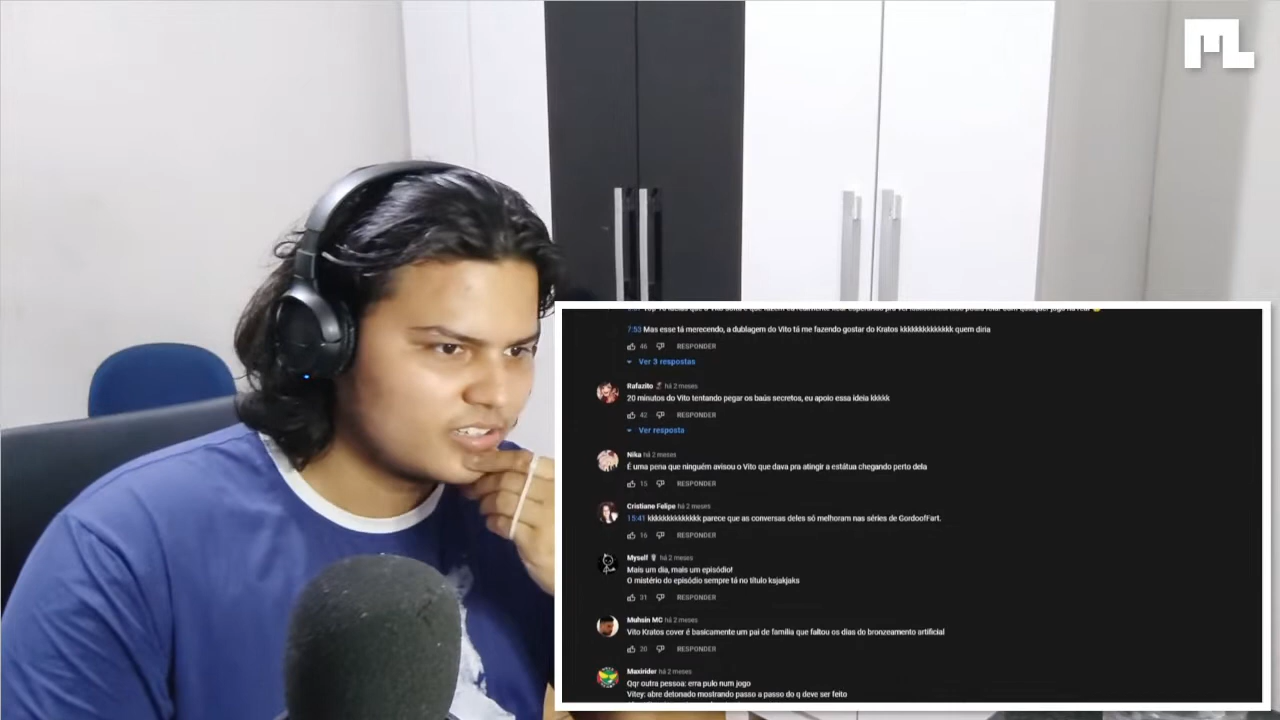 ML
7:53 Mas esse tá merecendo, a dublagem do Vito tá me fazendo gostar do Kratos kkkkkkkkkkkkk quem diria
46 RESPONDER
Ver 3 respostas
Rafazito há 2 meses
20 minutos do Vito tentando pegar os baús secretos, eu apoio essa ideia kkkkk
42 RESPONDER
Ver resposta
Nika há 2 meses
É uma pena que ninguém avisou o Vito que dava pra atingir a estátua chegando perto dela
15 RESPONDER
Cristiane Felipe há 2 meses
15:41 kkkkkkkkkkkkk parece que as conversas deles só melhoram nas séries de GordoofFart.
16 RESPONDER
Myself há 2 meses
Mais um dia, mais um episódio!
O mistério do episódio sempre tá no título ksjakjaks
31 RESPONDER
Muhsin MC há 2 meses
Vito Kratos cover é basicamente um pai de família que faltou os dias do bronzeamento artificial
20 RESPONDER
Maxirider há 2 meses
Qqr outra pessoa: erra pulo num jogo
Vitey: abre detonado mostrando passo a passo do q deve ser feito